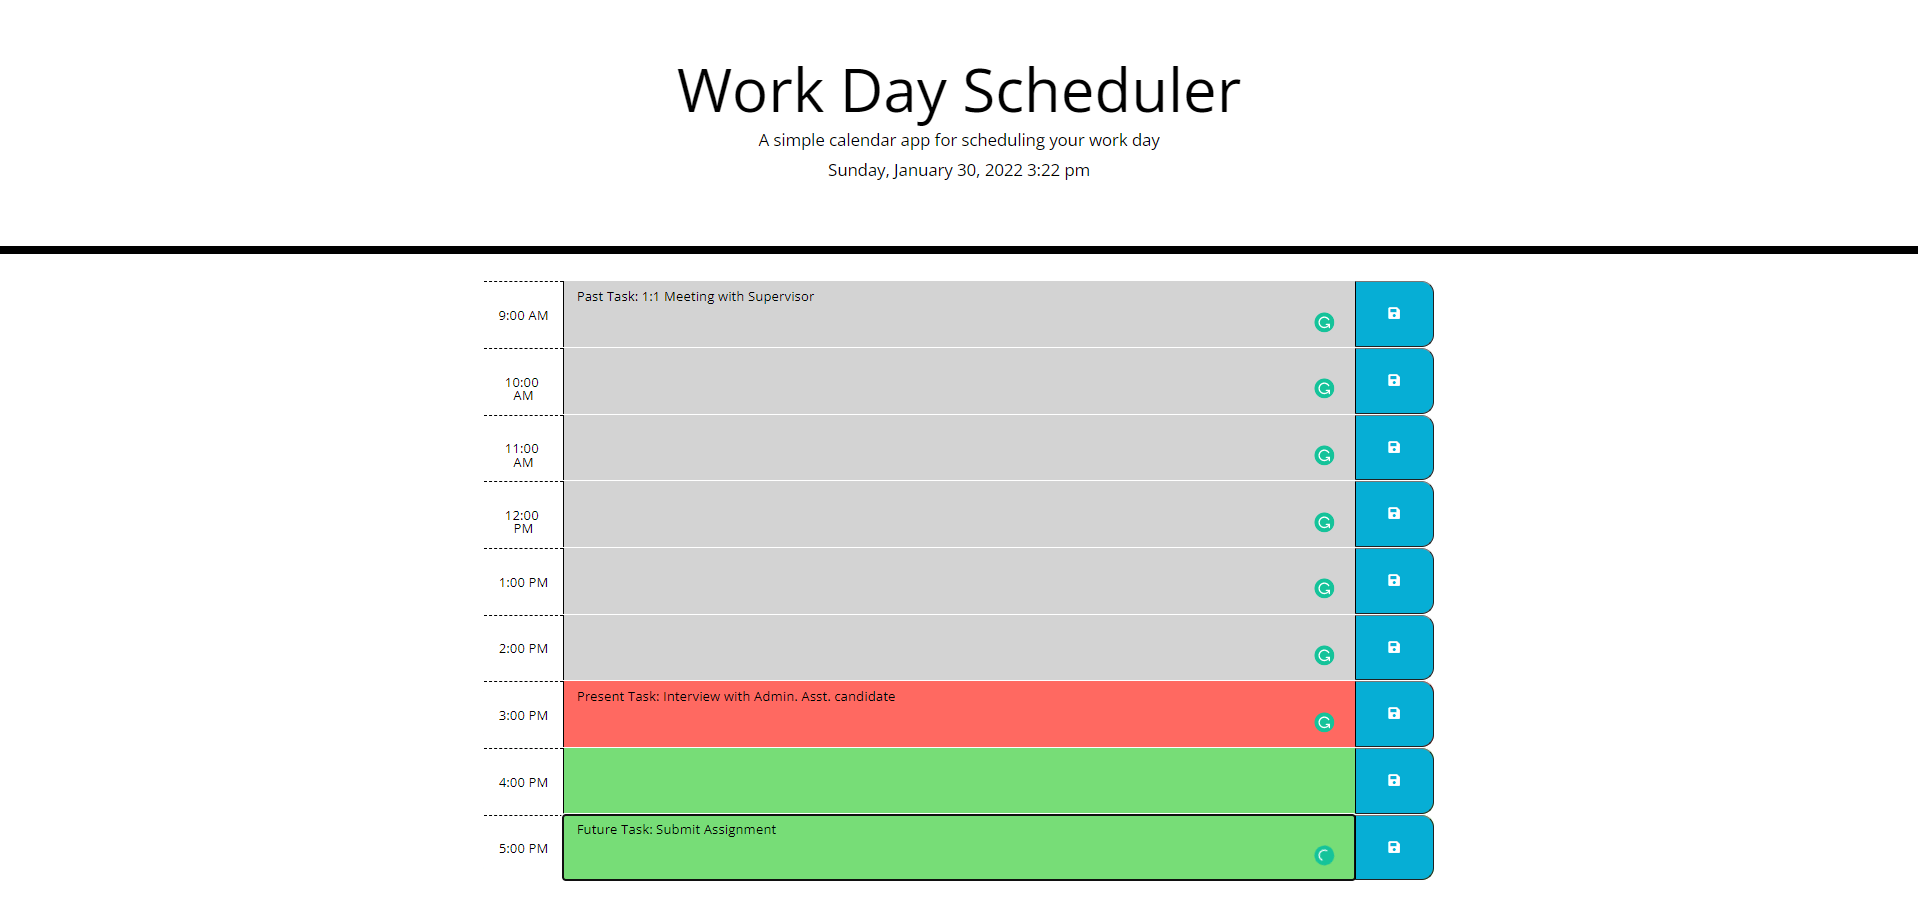 Work Day Scheduler
A simple calendar app for scheduling your work day
Sunday, January 30, 2022 3:22 pm
9:00 AM
Past Task: 1:1 Meeting with Supervisor
10:00
AM
11:00
AM
12:00
PM
1:00 PM
2:00 PM
3:00 PM
Present Task: Interview with Admin. Asst. candidate
4:00 PM
5:00 PM
Future Task: Submit Assignment